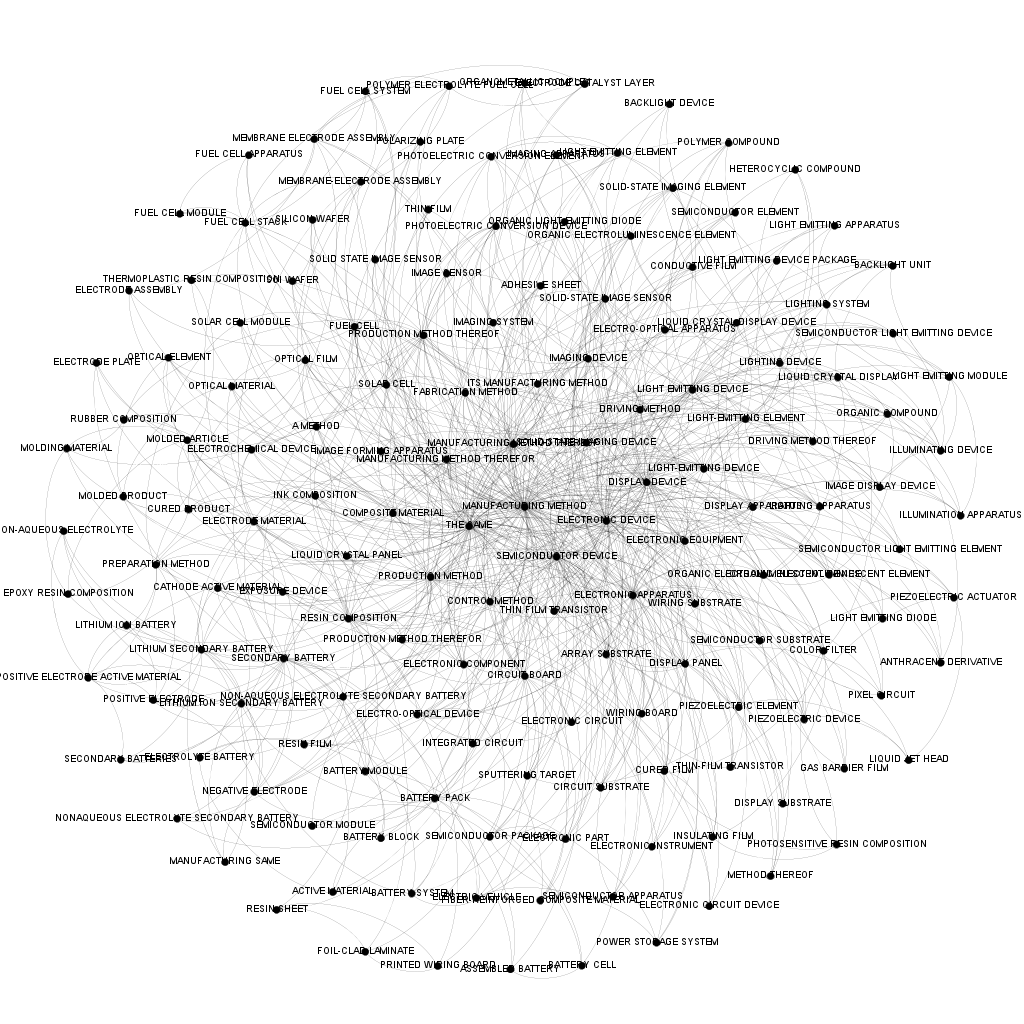 FUEL CELL SYSTEM
POLYMER ELECTROLYTE FUEL CELL
BACKLIGHT DEVICE
MEMBRANE ELECTRODE ASSEMBLY
POLARIZING PLATE
POLYMER COMPOUND
FUEL CELL APPARATUS
PHOTOELECTRIC CONVERSION ELEMENT
LIGHT-EMITTING ELEMENT
HETEROCYCLIC COMPOUND
MEMBRANE-ELECTRODE ASSEMBLY
SOLID-STATE IMAGING ELEMENT
FUEL CELL MODULE
FUEL CELL STACK
SILICON WAFER
THIN FILM
PHOTOELECTRIC CONVERSION DEVICE
ORGANIC LIGHT-EMITTING DIODE
SEMICONDUCTOR ELEMENT
LIGHT EMITTING APPARATUS
ORGANIC ELECTROLUMINESCENCE ELEMENT
SOLID STATE IMAGE SENSOR
IMAGE SENSOR
CONDUCTIVE FILM
LIGHT EMITTING DEVICE PACKAGE
BACKLIGHT UNIT
THERMOPLASTIC RESIN COMPOSITION
SOI WAFER
ELECTRODE ASSEMBLY
ADHESIVE SHEET
SOLID-STATE IMAGE SENSOR
LIGHTING SYSTEM
SOLAR CELL MODULE
FUEL CELL
IMAGING SYSTEM
PRODUCTION METHOD THEREOF
ELECTRO-OPTICAL APPARATUS
LIQUID CRYSTAL DISPLAY DEVICE
SEMICONDUCTOR LIGHT EMITTING DEVICE
ELECTRODE PLATE
OPTICAL ELEMENT
OPTICAL FILM
IMAGING DEVICE
LIGHTING DEVICE
OPTICAL MATERIAL
SOLAR CELL
FABRICATION METHOD
ITS MANUFACTURING METHOD
LIGHT EMITTING DEVICE
LIQUID CRYSTAL DISPLAY
LIGHT EMITTING MODULE
RUBBER COMPOSITION
A METHOD
DRIVING METHOD
LIGHT-EMITTING ELEMENT
ORGANIC COMPOUND
MOLDING MATERIAL
MOLDED ARTICLE
ELECTROCHEMICAL DEVICE
IMAGE FORMING APPARATUS
MANUFACTURING METHOD THEREOF
SOLID-STATE IMAGING DEVICE
MANUFACTURING METHOD THEREFOR
DRIVING METHOD THEREOF
ILLUMINATING DEVICE
LIGHT-EMITTING DEVICE
DISPLAY DEVICE
IMAGE DISPLAY DEVICE
MOLDED PRODUCT
CURED PRODUCT
INK COMPOSITION
COMPOSITE MATERIAL
MANUFACTURING METHOD
DISPLAY APPARATUS
LIGHTING APPARATUS
ILLUMINATION APPARATUS
ON-AQUEOUS ELECTROLYTE
ELECTRODE MATERIAL
THE SAME
ELECTRONIC DEVICE
ELECTRONIC EQUIPMENT
SEMICONDUCTOR LIGHT EMITTING ELEMENT
PREPARATION METHOD
LIQUID CRYSTAL PANEL
SEMICONDUCTOR DEVICE
EPOXY RESIN COMPOSITION
CATHODE ACTIVE MATERIAL
EXPOSURE DEVICE
PRODUCTION METHOD
CONTROL METHOD
ELECTRONIC APPARATUS
WIRING SUBSTRATE
PIEZOELECTRIC ACTUATOR
THIN FILM TRANSISTOR
LITHIUM ION BATTERY
RESIN COMPOSITION
LIGHT EMITTING DIODE
PRODUCTION METHOD THEREFOR
SEMICONDUCTOR SUBSTRATE
COLOR FILTER
LITHIUM SECONDARY BATTERY
SECONDARY BATTERY
ELECTRONIC COMPONENT
ARRAY SUBSTRATE
DISPLAY PANEL
ANTHRACENE DERIVATIVE
POSITIVE ELECTRODE ACTIVE MATERIAL
CIRCUIT BOARD
POSITIVE ELECTRODE
LITHIUM ION SECONDARY BATTERY
NON-AQUEOUS ELECTROLYTE SECONDARY BATTERY
PIXEL CIRCUIT
ELECTRO-OPTICAL DEVICE
ELECTRONIC CIRCUIT
WIRING BOARD
PIEZOELECTRIC ELEMENT
PIEZOELECTRIC DEVICE
RESIN FILM
INTEGRATED CIRCUIT
SECONDARY BATTERIES
ELECTROLYTE BATTERY
LIQUID JET HEAD
BATTERY MODULE
SPUTTERING TARGET
CURED FILM
THIN-FILM TRANSISTOR
GAS BARRIER FILM
NEGATIVE ELECTRODE
BATTERY PACK
CIRCUIT SUBSTRATE
DISPLAY SUBSTRATE
NONAQUEOUS ELECTROLYTE SECONDARY BATTERY
SEMICONDUCTOR MODULE
BATTERY BLOCK
SEMICONDUCTOR PACKAGE
ELECTRONIC PART
ELECTRONIC INSTRUMENT
INSULATING FILM
PHOTOSENSITIVE RESIN COMPOSITION
MANUFACTURING SAME
METHOD THEREOF
ACTIVE MATERIAL
BATTERY SYSTEM
ELECTRIC VEHICLE
FIBER REINFORCED COMPOSITE MATERIAL
SEMICONDUCTOR APPARATUS
ELECTRONIC CIRCUIT DEVICE
RESIN SHEET
POWER STORAGE SYSTEM
FOIL-CLAD LAMINATE
PRINTED WIRING BOARD
ASSEMBLED BATTERY
BATTERY CELL